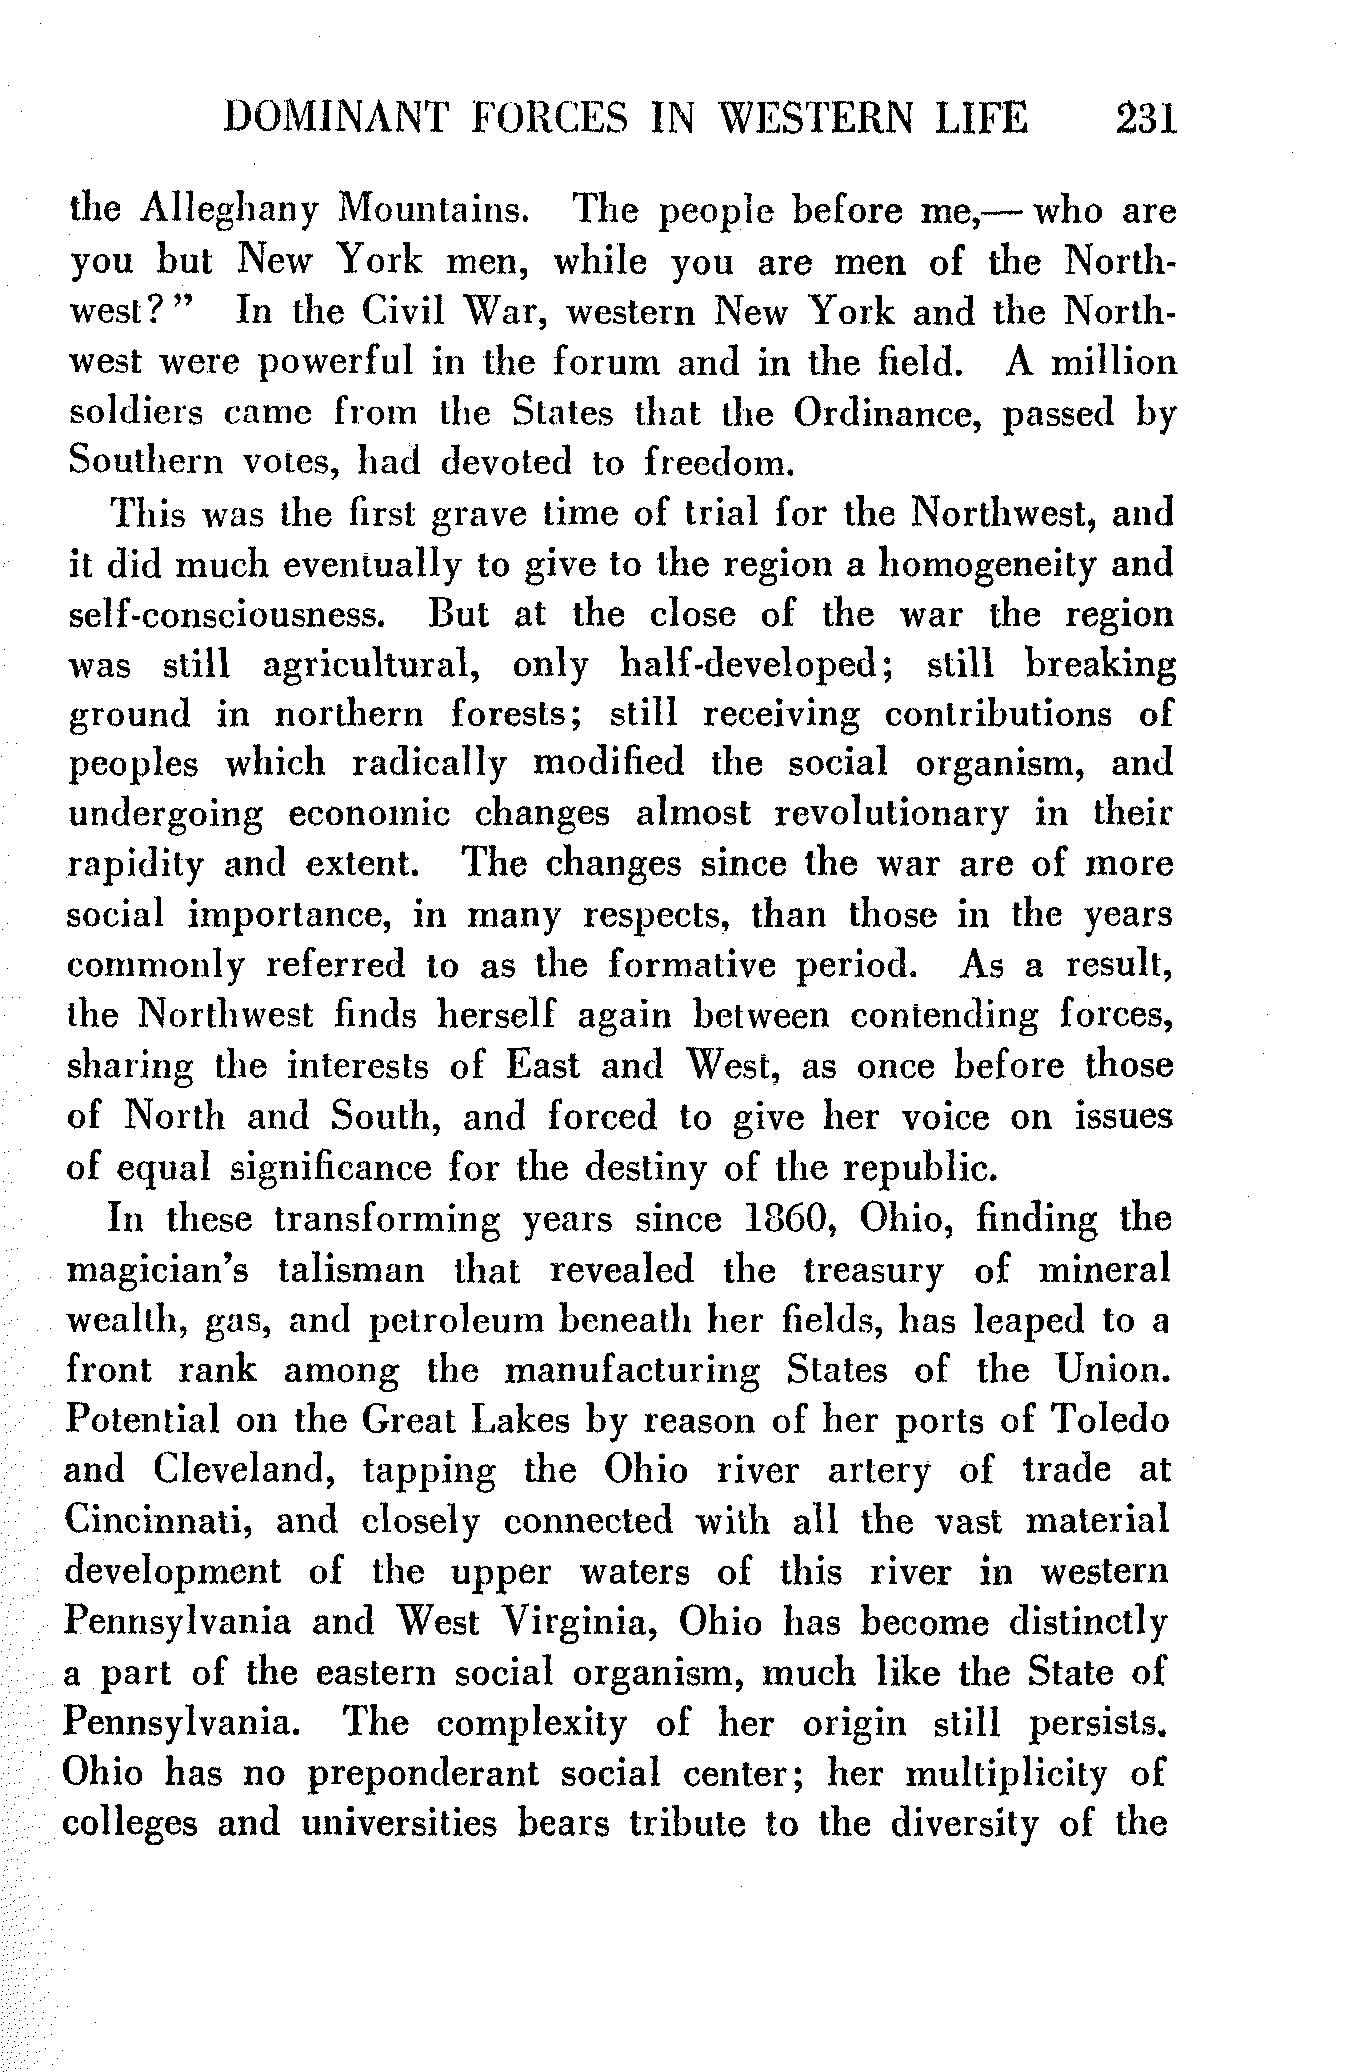 DOMINANT FORCES IN WESTERN LIFE 231
the Alleghany Mountains. The people before me,— who are
you but New York men, while you are men of the North-
west?" In the Civil War, western New York and the North-
west were powerful in the forum and in the field. A million
soldiers came from the States that the Ordinance, passed by
Southern votes, had devoted to freedom.
This was the first grave time of trial for the Northwest, and
it did much eventually to give to the region a homogeneity and
self-consciousness. But at the close of the war the region
was still agricultural, only half-developed; still breaking
ground in northern forests; still receiving contributions of
peoples which radically modified the social organism, and
undergoing economic changes almost revolutionary in their
rapidity and extent. The changes since the war are of more
social importance, in many respects, than those in the years
commonly referred to as the formative period. As a result,
the Northwest finds herself again between contending forces,
sharing the interests of East and West, as once before those
of North and South, and forced to give her voice on issues
of equal significance for the destiny of the republic.
In these transforming years since 1860, Ohio, finding the
magician's talisman that revealed the treasury of mineral
wealth, gas, and petroleum beneath her fields, has leaped to a
front rank among the manufacturing States of the Union.
Potential on the Great Lakes by reason of her ports of Toledo
and Cleveland, tapping the Ohio river artery of trade at
Cincinnati, and closely connected with all the vast material
development of the upper waters of this river in western
Pennsylvania and West Virginia, Ohio has become distinctly
a part of the eastern social organism, much like the State of
Pennsylvania. The complexity of her origin still persists.
Ohio has no preponderant social center; her multiplicity of
colleges and universities bears tribute to the diversity of the